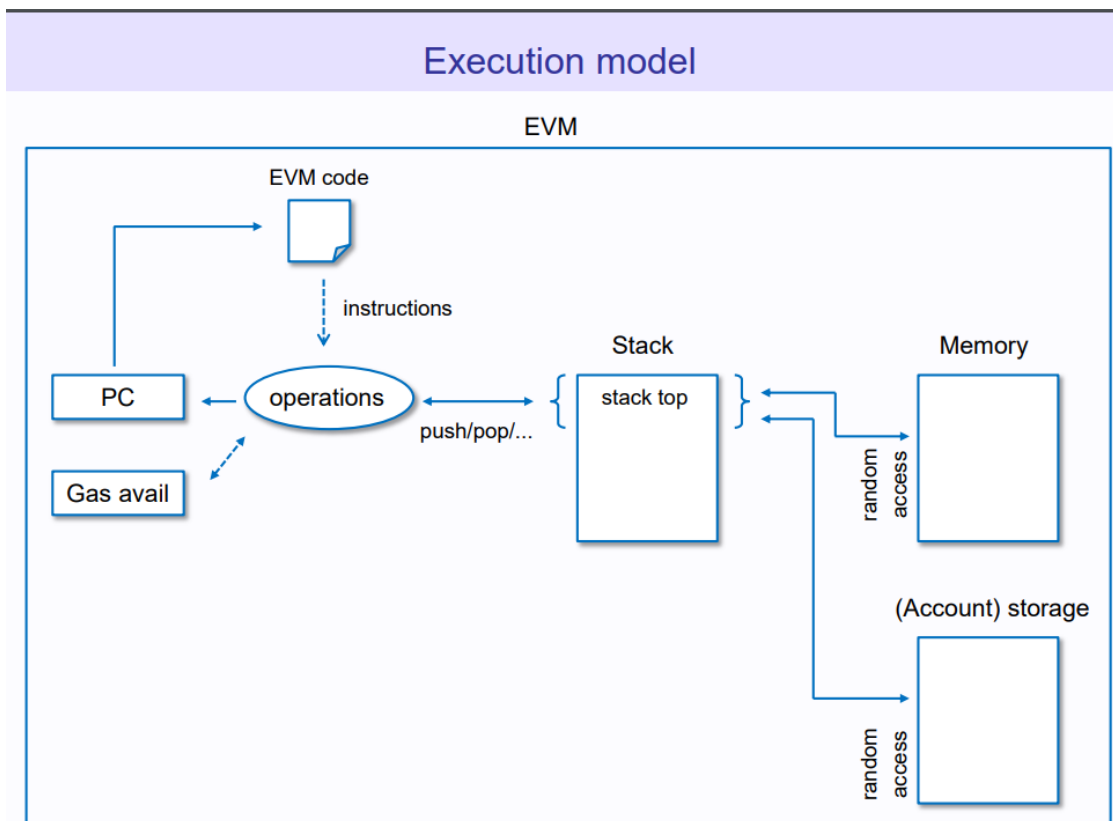 Execution model
EVM
EVM code
instructions
Stack
Memory
PC
operations
stack top
push/pop/...
Gas avail
random
access
(Account) storage
random
access